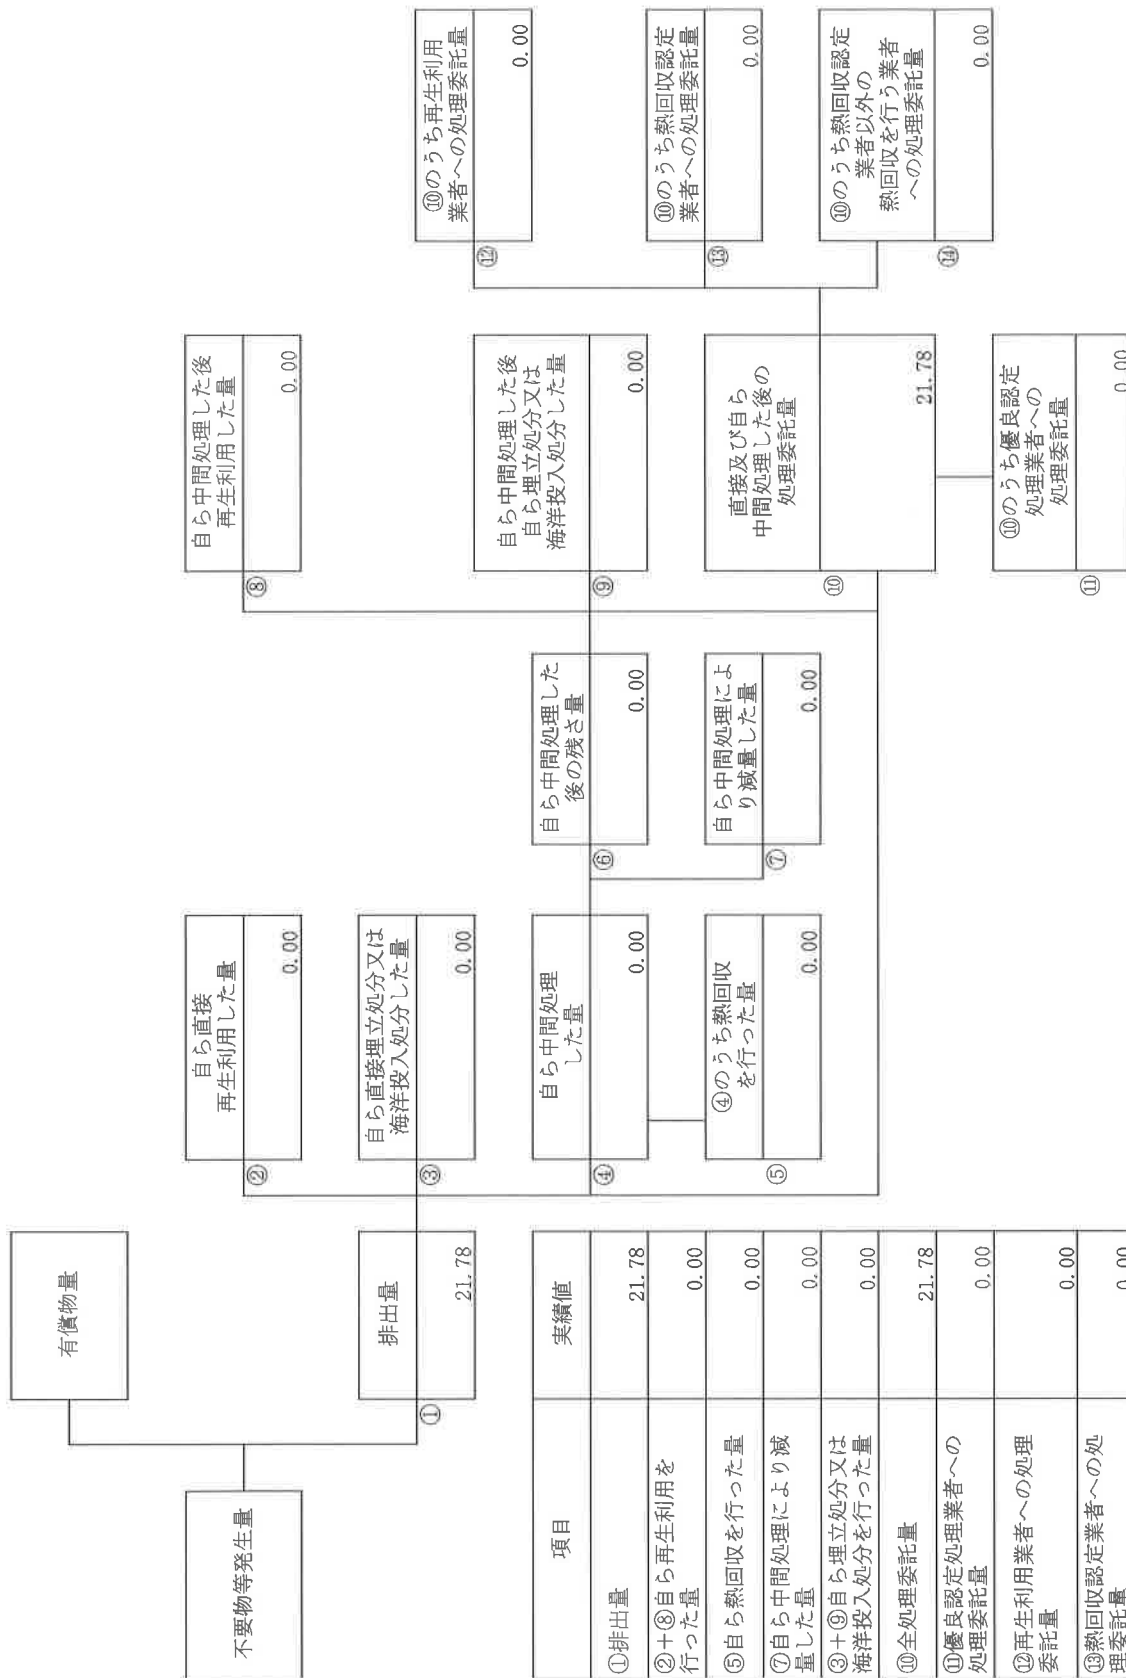 有償物量
不要物等発生量
排出量
①
21.78
自ら直接
再生利用した量
②
0.00
自ら直接埋立処分又は
海洋投入処分した量
③
0.00
自ら中間処理
した量
④
0.00
④のうち熱回収
を行った量
⑤
0.00
自ら中間処理した
後の残さ量
⑥
0.00
自ら中間処理によ
り減量した量
⑦
0.00
自ら中間処理した後
再生利用した量
⑧
0.00
自ら中間処理した後
自ら埋立処分又は
海洋投入処分した量
⑨
0.00
直接及び自ら
中間処理した後の
処理委託量
⑩
21.78
⑩のうち優良認定
処理業者への
処理委託量
⑪
0.00
⑩のうち再生利用
業者への処理委託量
⑫
0.00
⑩のうち熱回収認定
業者への処理委託量
⑬
0.00
⑩のうち熱回収認定
業者以外の
熱回収を行う業者
への処理委託量
⑭
0.00
項目 実績値
①排出量 21.78
②+⑧自ら再生利用を
行った量 0.00
⑤自ら熱回収を行った量 0.00
⑦自ら中間処理により減
量した量 0.00
③+⑨自ら埋立処分又は
海洋投入処分を行った量 0.00
⑩全処理委託量 21.78
⑪優良認定処理業者への
処理委託量 0.00
⑫再生利用業者への処理
委託量 0.00
⑬熱回収認定業者への処
理委託量 0.00